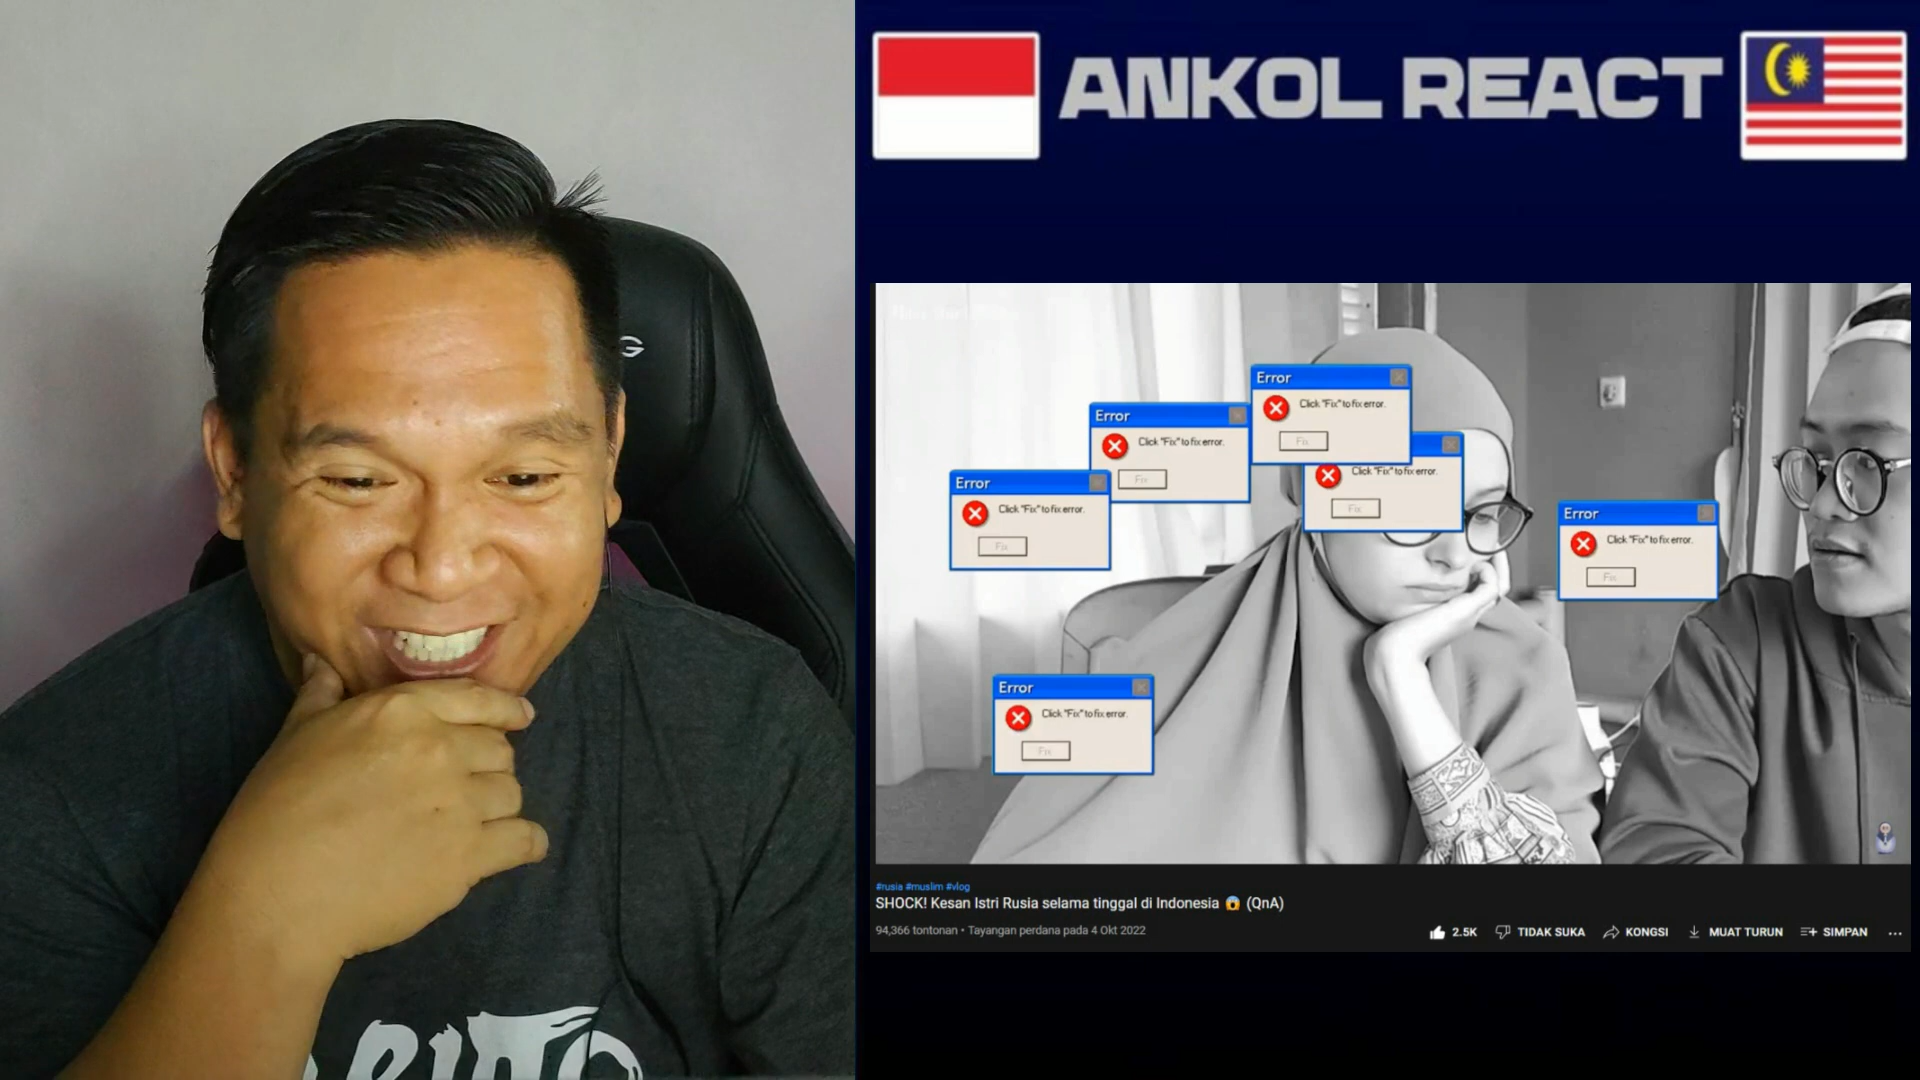 ANKOL REACT
Error
Click "Fix" to fix error.
Fix
Error
Click "Fix" to fix error.
Fix
Click "Fix" to fix error.
Fix
Error
Click "Fix" to fix error.
Fix
Error
Click "Fix" to fix error.
Fix
Error
Click "Fix" to fix error.
Fix
#rusia #muslim #vlog
SHOCK! Kesan Istri Rusia selama tinggal di Indonesia 😱 (QnA)
94,366 tontonan • Tayangan perdana pada 4 Okt 2022
2.5K TIDAK SUKA KONGSI MUAT TURUN SIMPAN ...